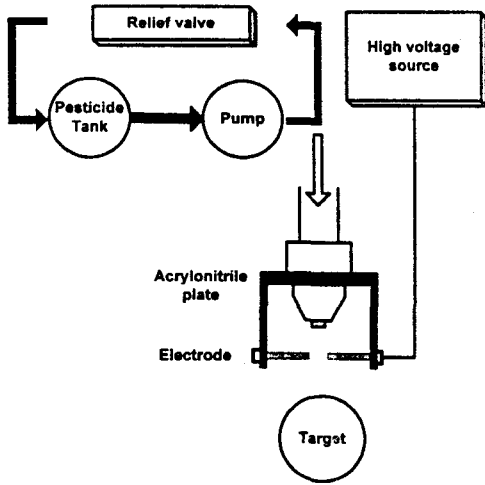 Relief valve
High voltage
source
Pesticide
Tank
Pump
Acrylonitrile
plate
Electrode
Target